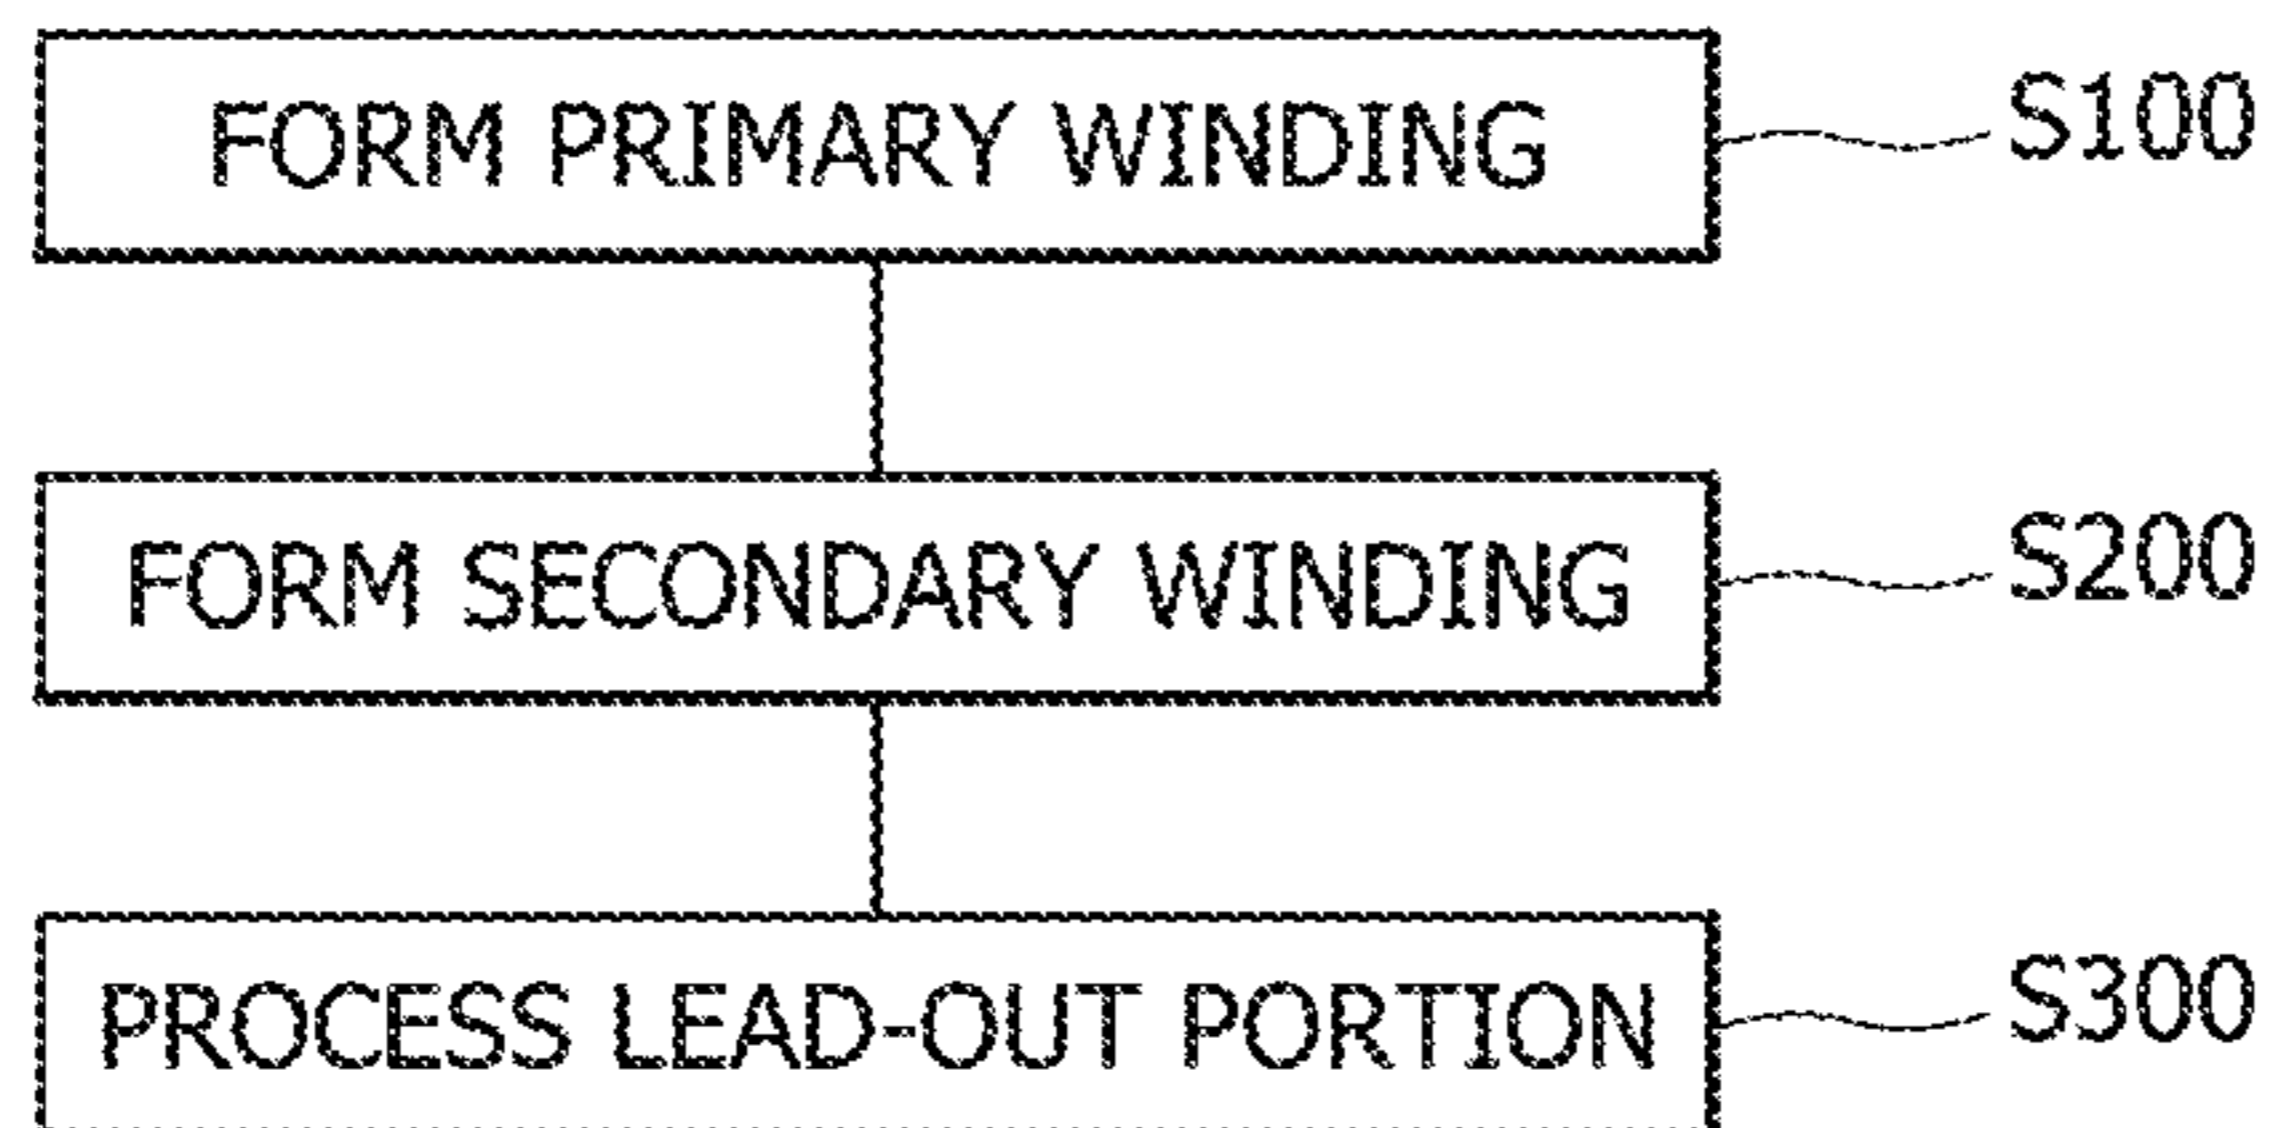 FORM PRIMARY WINDING S100
FORM SECONDARY WINDING S200
PROCESS LEAD-OUT PORTION S300